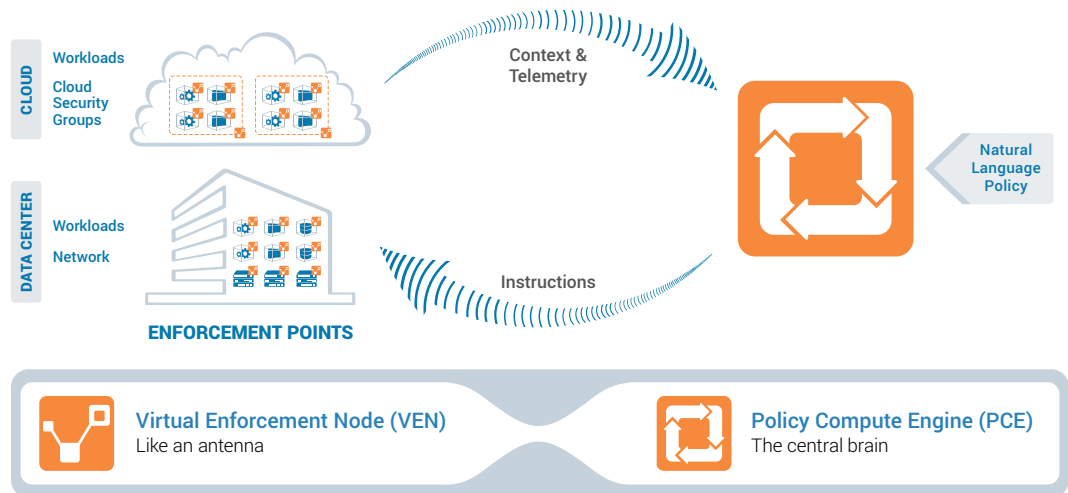 CLOUD
Workloads
Cloud
Security
Groups
Context &
Telemetry
Natural
Language
Policy
DATA CENTER
Workloads
Network
Instructions
ENFORCEMENT POINTS
Virtual Enforcement Node (VEN)
Like an antenna
Policy Compute Engine (PCE)
The central brain